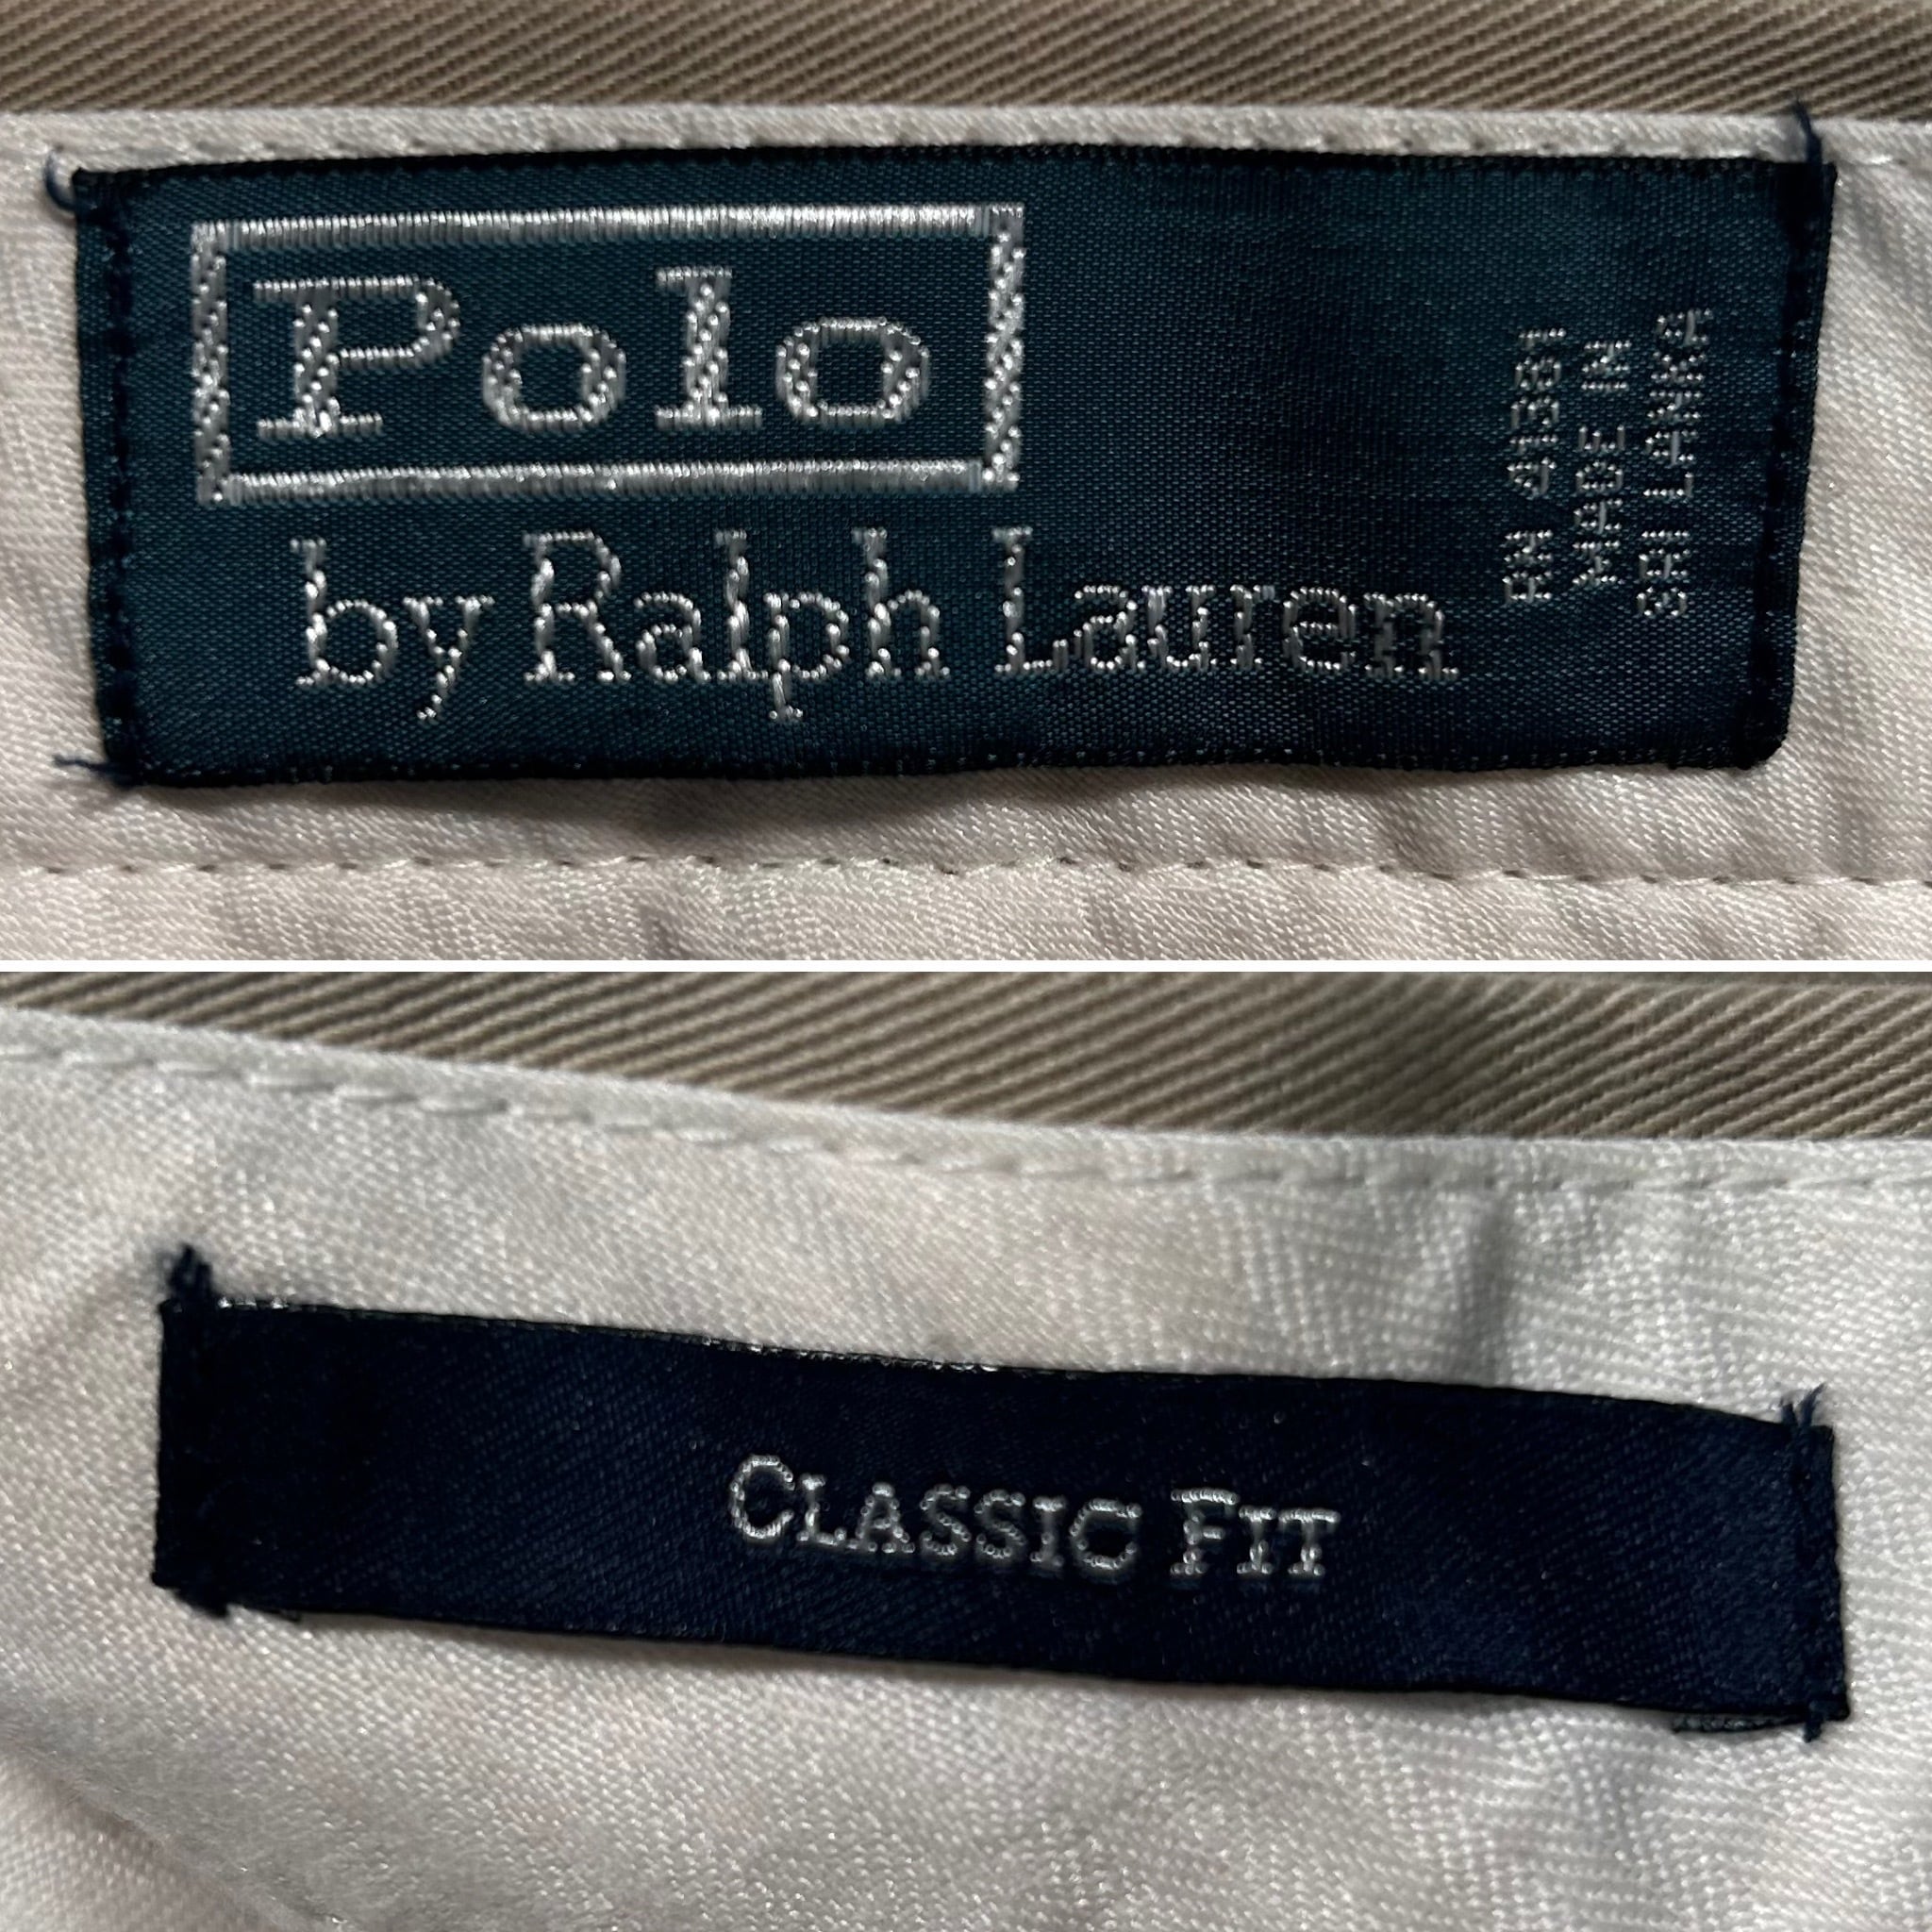 Polo
by Ralph Lauren
RN 41381
MADE IN
SRI LANKA
CLASSIC FIT